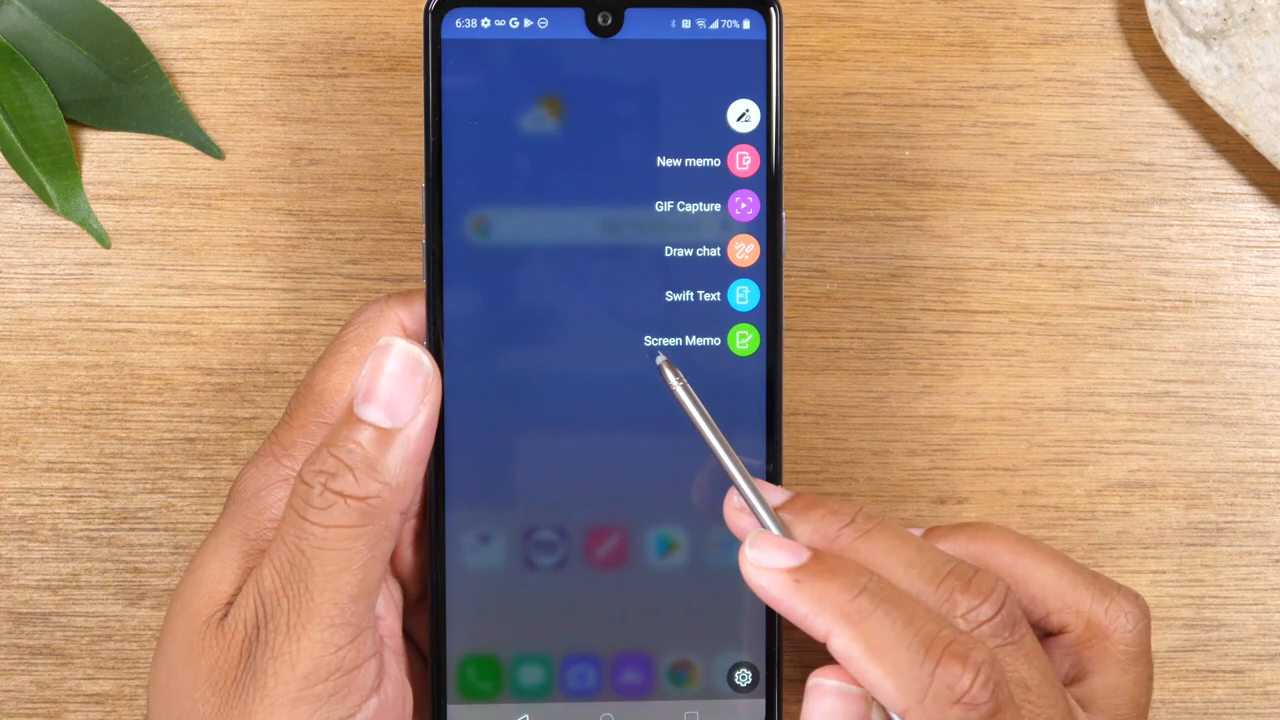 6:38 70%
New memo
GIF Capture
Draw chat
Swift Text
Screen Memo